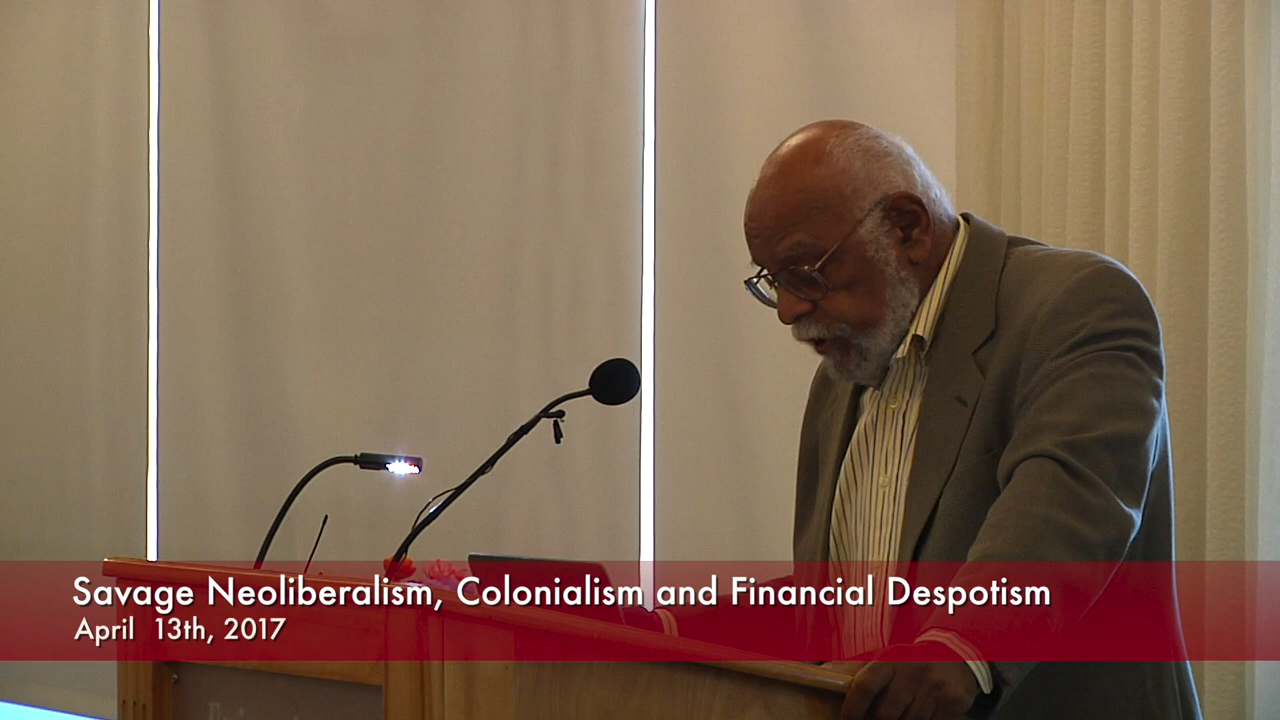 Savage Neoliberalism, Colonialism and Financial Despotism
April 13th, 2017